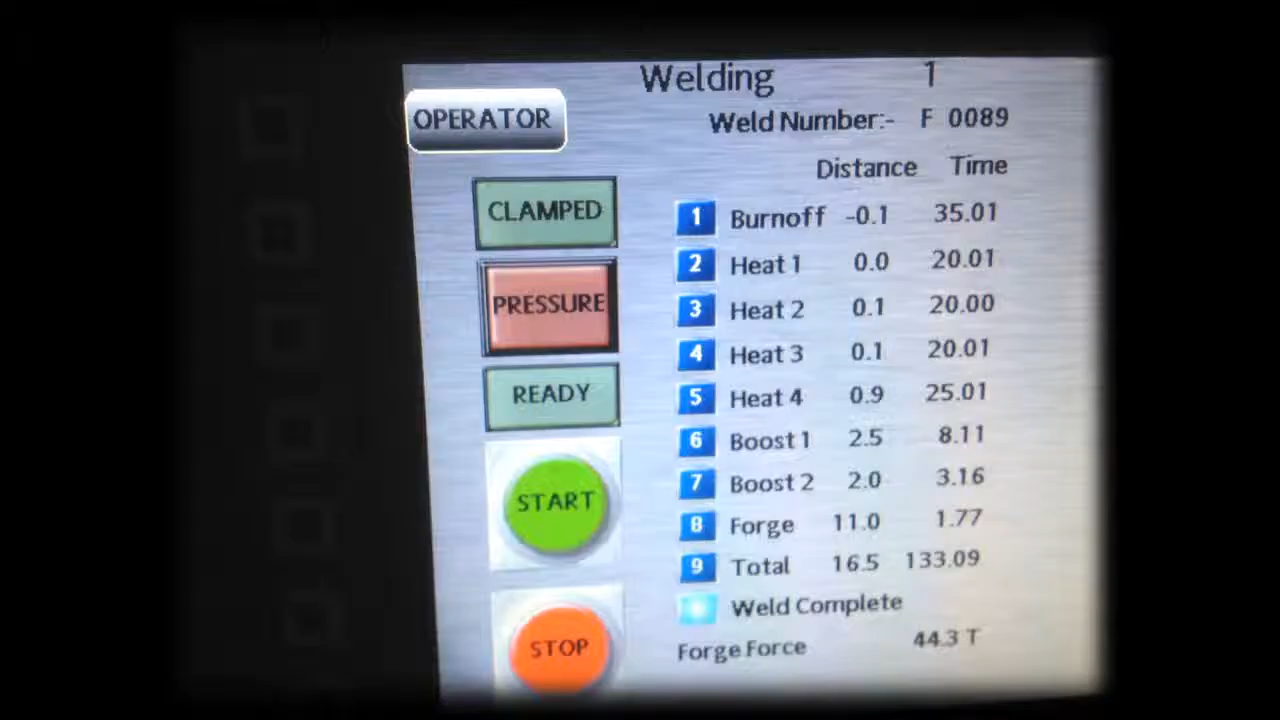 Welding 1
OPERATOR
Weld Number:- F 0089
Distance Time
CLAMPED
PRESSURE
READY
START
STOP
1 Burnoff -0.1 35.01
2 Heat 1 0.0 20.01
3 Heat 2 0.1 20.00
4 Heat 3 0.1 20.01
5 Heat 4 0.9 25.01
6 Boost 1 2.5 8.11
7 Boost 2 2.0 3.16
8 Forge 11.0 1.77
9 Total 16.5 133.09
Weld Complete
Forge Force 44.3 T